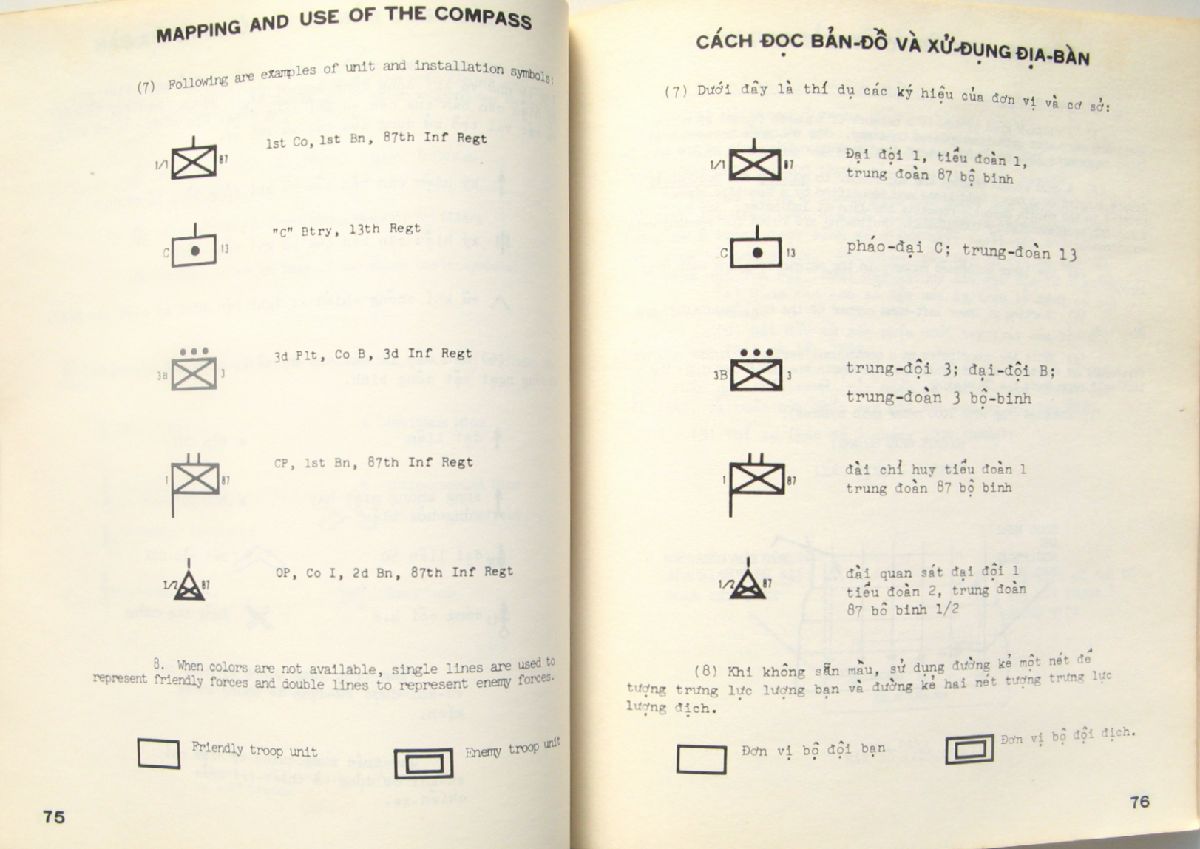 MAPPING AND USE OF THE COMPASS
(7) Following are examples of unit and installation symbols:
1/1 87 1st Co, 1st Bn, 87th Inf Regt
C 13 "C" Btry, 13th Regt
3B 3 3d Plt, Co B, 3d Inf Regt
1 87 CP, 1st Bn, 87th Inf Regt
1/2 87 OP, Co I, 2d Bn, 87th Inf Regt
8. When colors are not available, single lines are used to
represent friendly forces and double lines to represent enemy forces.
Friendly troop unit
Enemy troop unit
75
CÁCH ĐỌC BẢN-ĐỒ VÀ XỬ-DỤNG ĐỊA-BÀN
(7) Dưới đây là thí dụ các ký hiệu của đơn vị và cơ sở:
1/1 87 Đại đội 1, tiểu đoàn 1,
trung đoàn 87 bộ binh
C 13 pháo-đại C; trung-đoàn 13
3B 3 trung-đội 3; đại-đội B;
trung-đoàn 3 bộ-binh
1 87 đài chỉ huy tiểu đoàn 1
trung đoàn 87 bộ binh
1/2 87 đài quan sát đại đội 1
tiểu đoàn 2, trung đoàn
87 bô binh 1/2
(8) Khi không sẵn mầu, sử dụng đường kẻ một nét để
tượng trưng lực lượng bạn và đường kẻ hai nét tượng trưng lực
lượng địch.
Đơn vị bộ đội bạn
Đơn vị bộ đội địch.
76